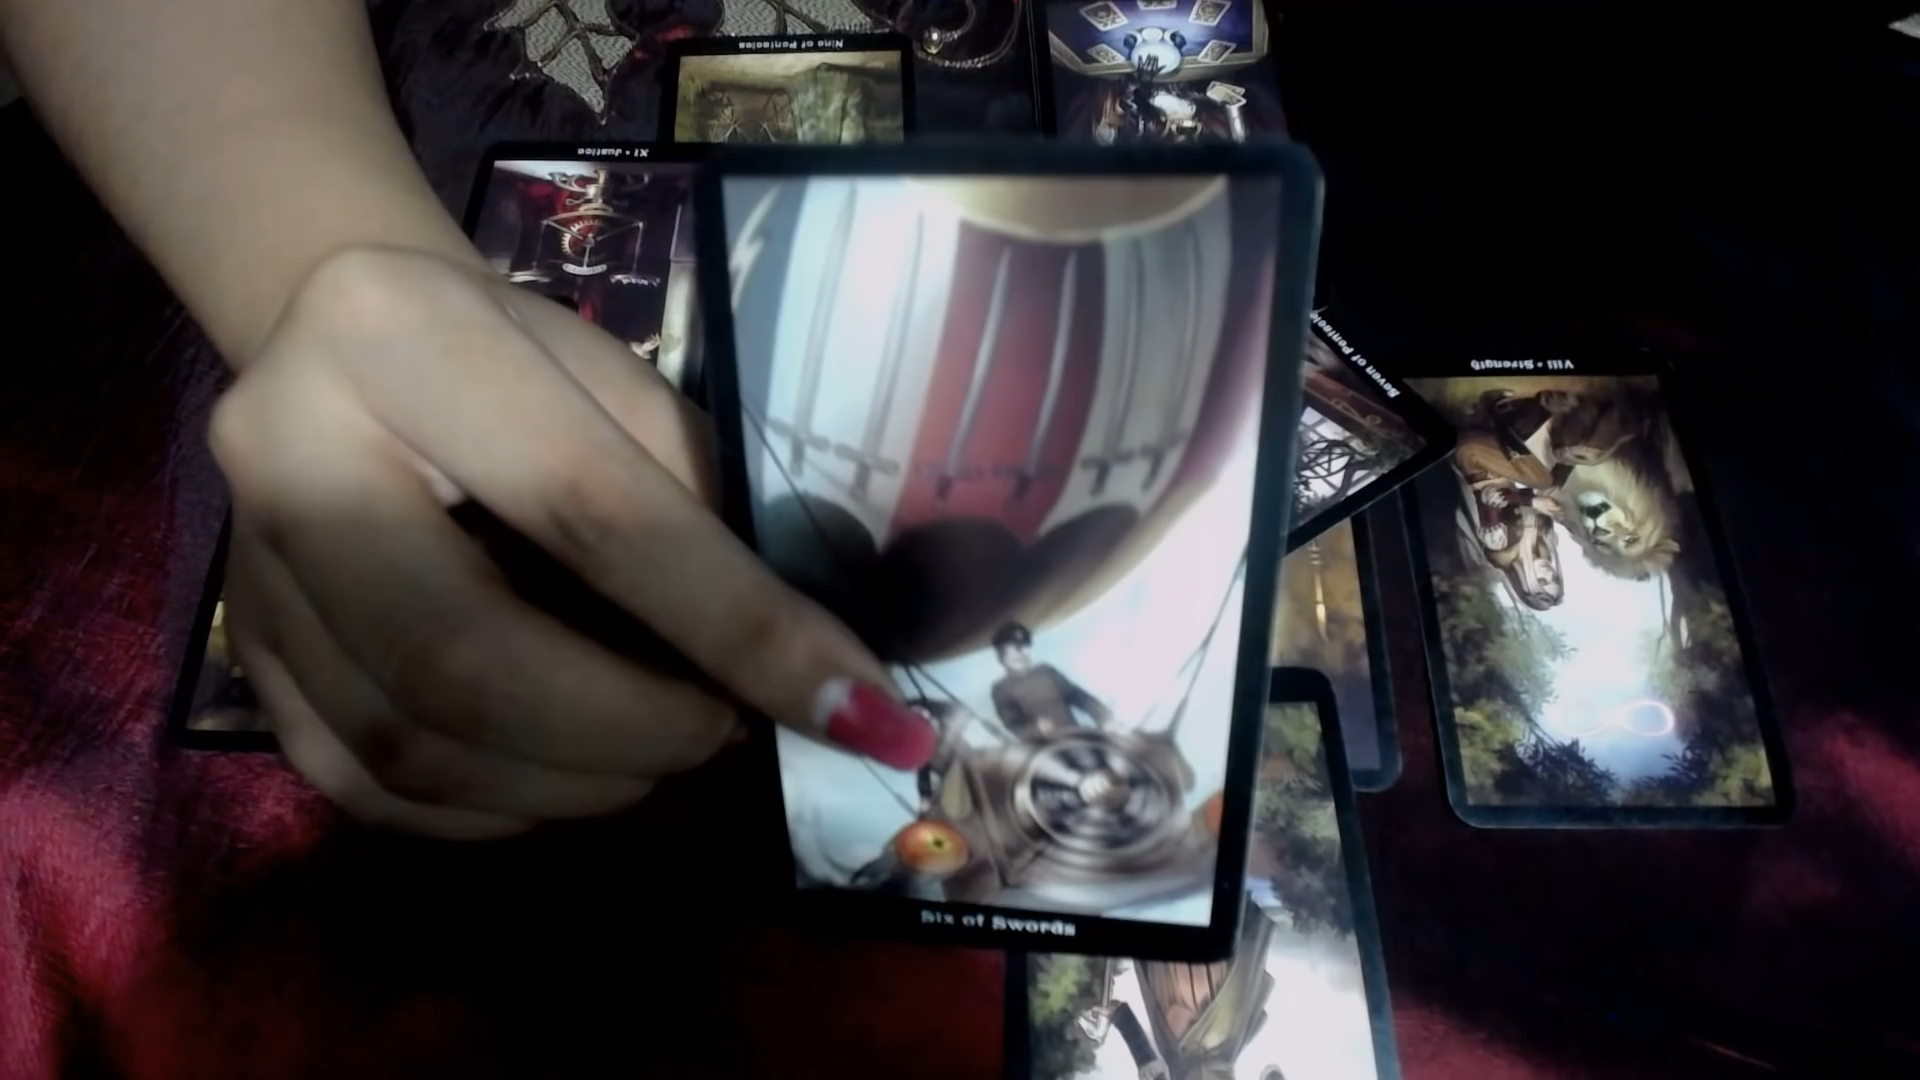 Nine of Pentacles
XI • Justice
Seven of Pentacles
VIII • Strength
Six of Swords